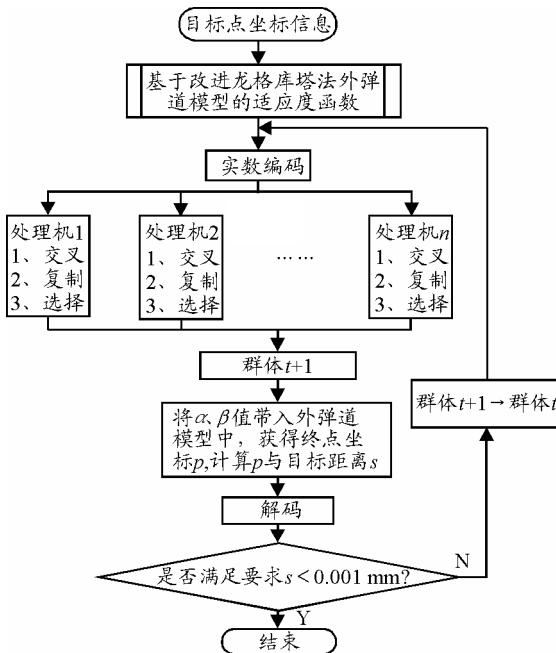 目标点坐标信息
基于改进龙格库塔法外弹
道模型的适应度函数
实数编码
处理机1
1、交叉
2、复制
3、选择
处理机2
1、交叉
2、复制
3、选择
……
处理机n
1、交叉
2、复制
3、选择
群体t+1
群体t+1→群体t
将α、β值带入外弹道
模型中，获得终点坐
标p,计算p与目标距离s
解码
是否满足要求s<0.001 mm?
N
Y
结束